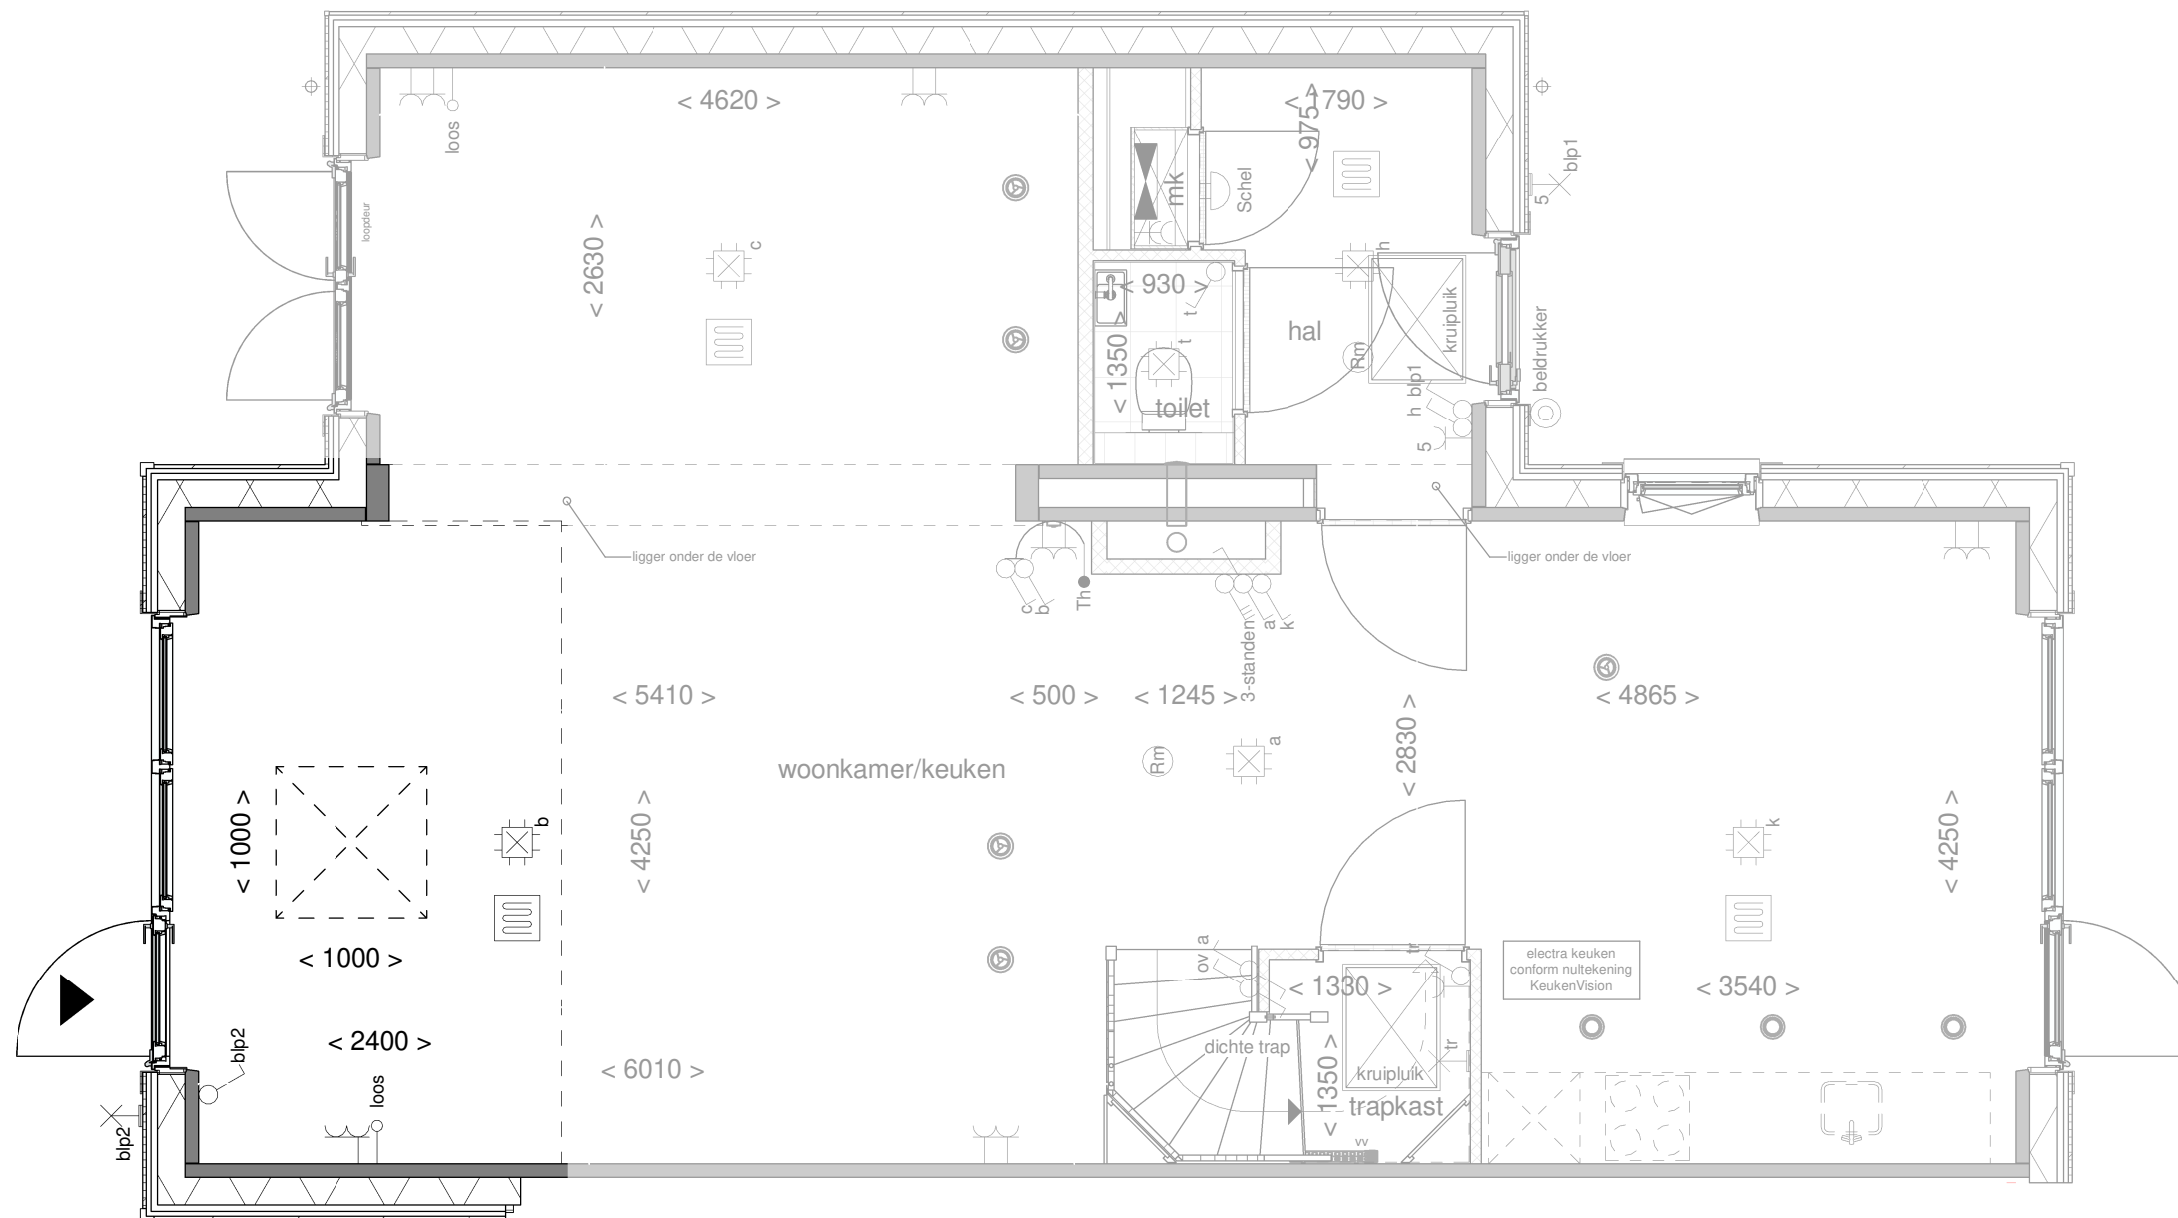 < 4620 >
< 1790 >
< 975 >
loos
blp1
5
mk
Schel
loopdeur
< 2630 >
c
h
< 930 >
t
kruipluik
hal
beldrukker
t
< 1350 >
Rm
blp1
h
toilet
5
ligger onder de vloer
ligger onder de vloer
c
b
Th
3-standen
a
k
< 5410 >
< 500 >
< 1245 >
< 4865 >
< 2830 >
woonkamer/keuken
Rm
a
< 1000 >
b
< 4250 >
k
< 4250 >
< 1000 >
ov
a
tr
electra keuken
conform nultekening
KeukenVision
< 1330 >
< 3540 >
blp2
< 2400 >
dichte trap
tr
< 6010 >
kruipluik
loos
< 1350 >
trapkast
blp2
vv